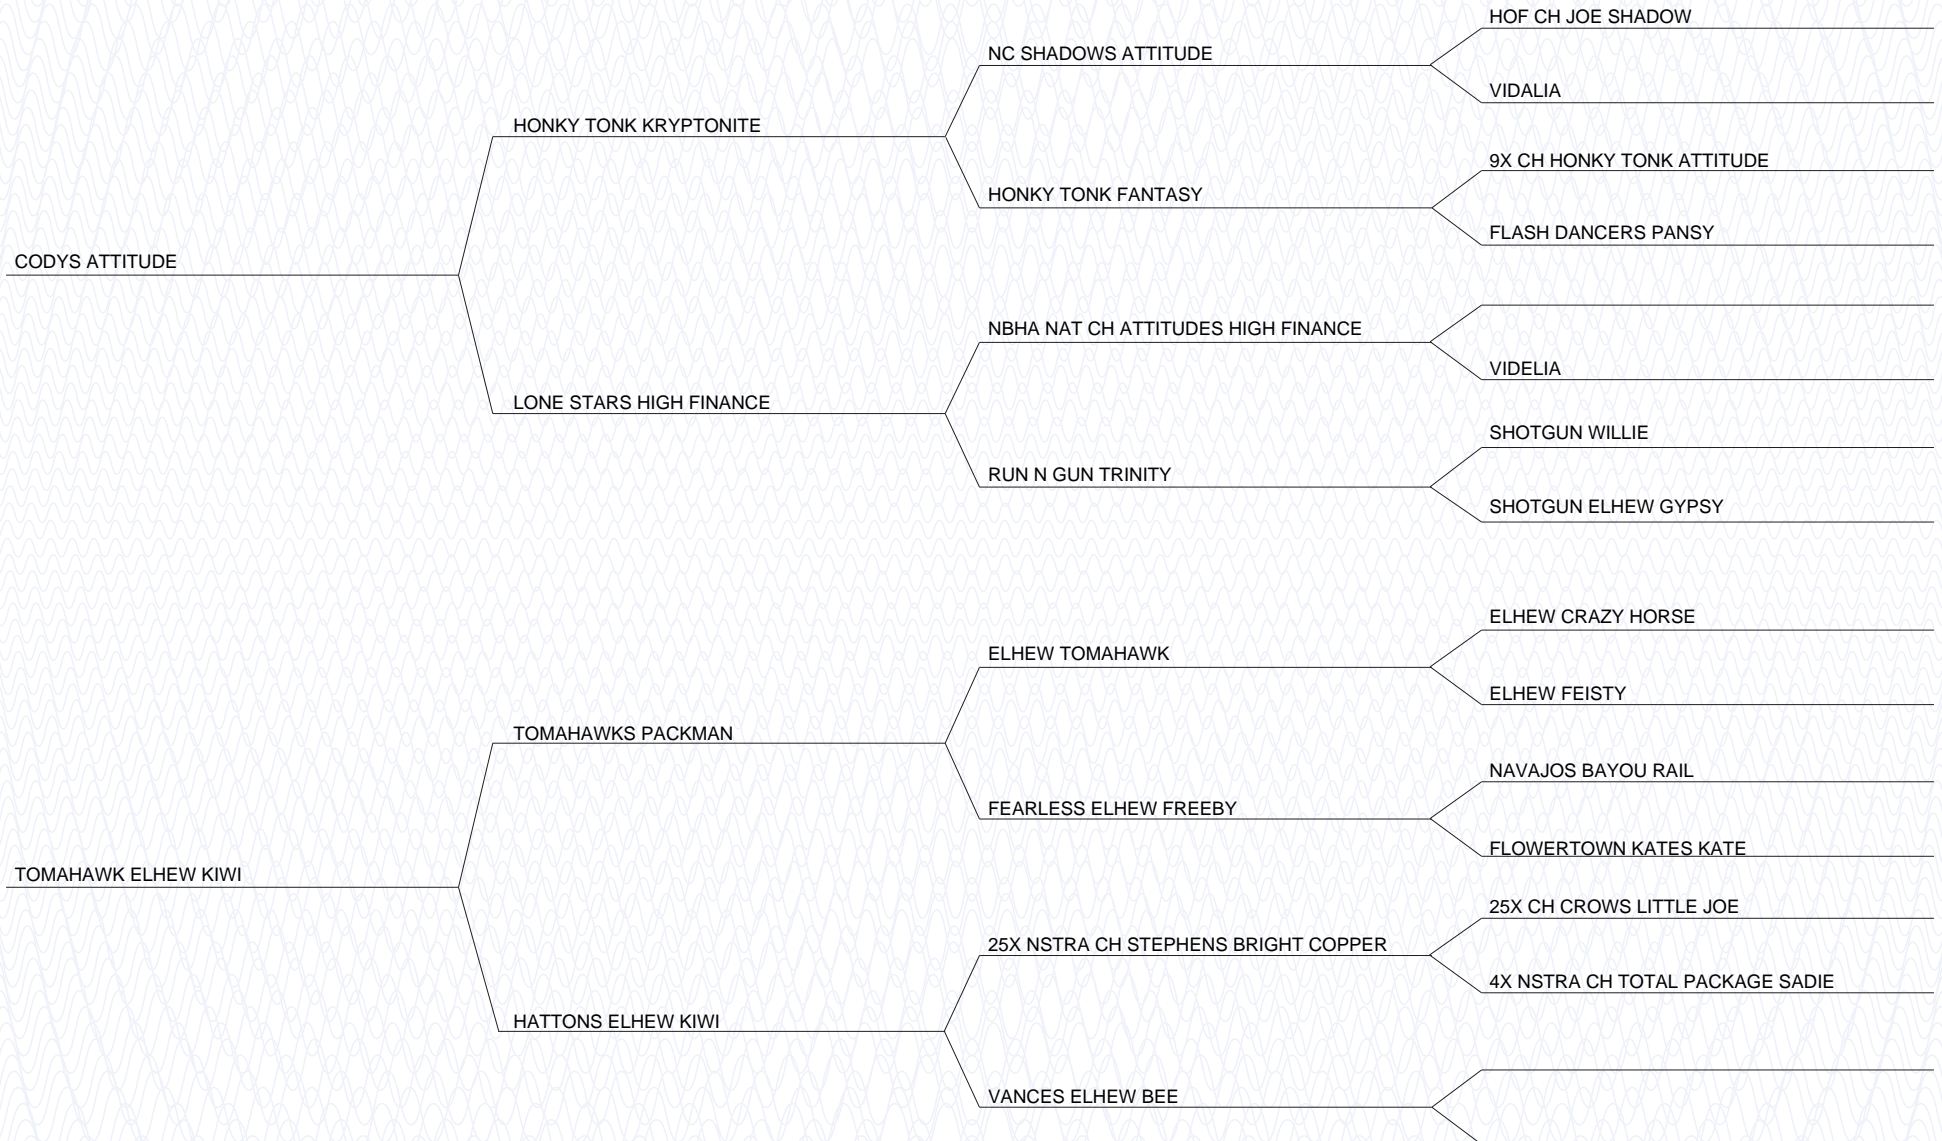 HOF CH JOE SHADOW
NC SHADOWS ATTITUDE
VIDALIA
HONKY TONK KRYPTONITE
9X CH HONKY TONK ATTITUDE
HONKY TONK FANTASY
FLASH DANCERS PANSY
CODYS ATTITUDE
NBHA NAT CH ATTITUDES HIGH FINANCE
VIDELIA
LONE STARS HIGH FINANCE
SHOTGUN WILLIE
RUN N GUN TRINITY
SHOTGUN ELHEW GYPSY
ELHEW CRAZY HORSE
ELHEW TOMAHAWK
ELHEW FEISTY
TOMAHAWKS PACKMAN
NAVAJOS BAYOU RAIL
FEARLESS ELHEW FREEBY
FLOWERTOWN KATES KATE
TOMAHAWK ELHEW KIWI
25X CH CROWS LITTLE JOE
25X NSTRA CH STEPHENS BRIGHT COPPER
4X NSTRA CH TOTAL PACKAGE SADIE
HATTONS ELHEW KIWI
VANCES ELHEW BEE